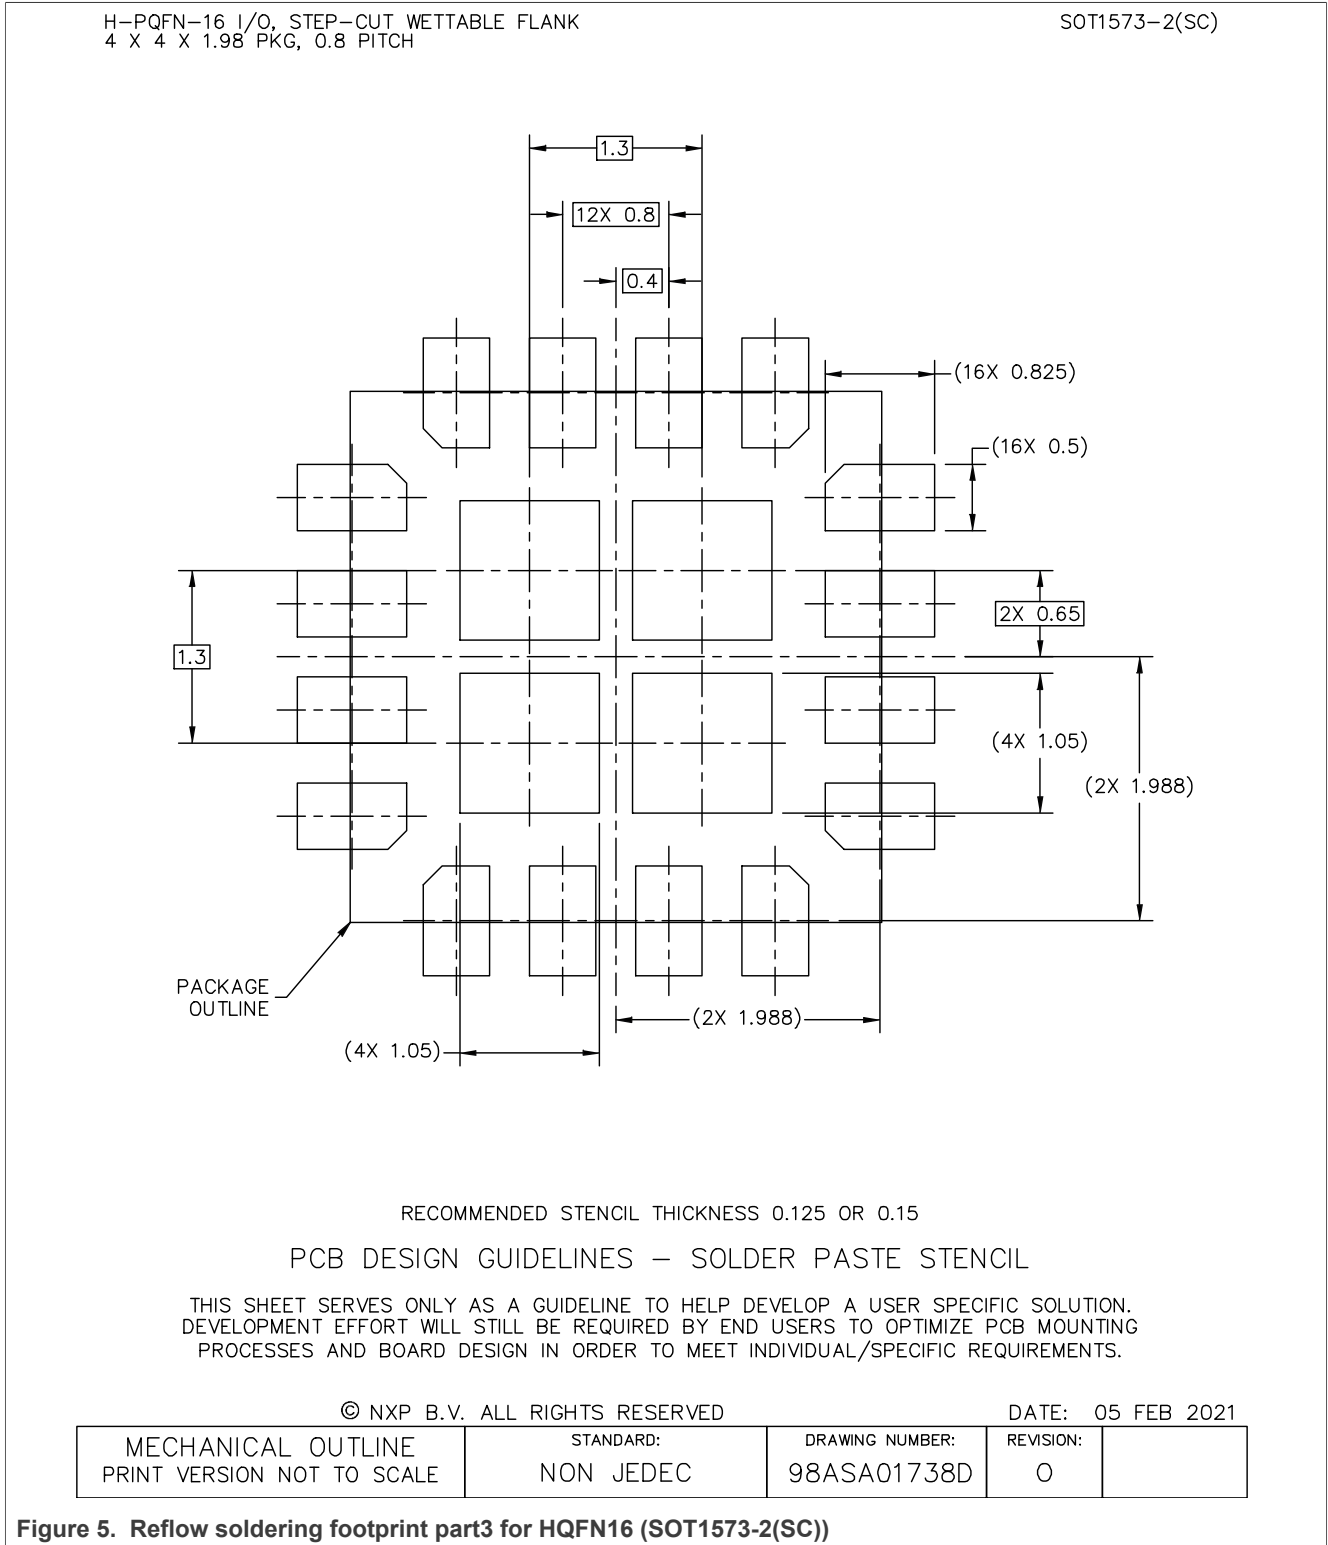 H-PQFN-16 I/O, STEP-CUT WETTABLE FLANK
SOT1573-2(SC)
4 X 4 X 1.98 PKG, 0.8 PITCH
1.3
12X 0.8
0.4
(16X 0.825)
(16X 0.5)
2X 0.65
1.3
(4X 1.05)
(2X 1.988)
PACKAGE
OUTLINE
(2X 1.988)
(4X 1.05)
RECOMMENDED STENCIL THICKNESS 0.125 OR 0.15
PCB DESIGN GUIDELINES – SOLDER PASTE STENCIL
THIS SHEET SERVES ONLY AS A GUIDELINE TO HELP DEVELOP A USER SPECIFIC SOLUTION.
DEVELOPMENT EFFORT WILL STILL BE REQUIRED BY END USERS TO OPTIMIZE PCB MOUNTING
PROCESSES AND BOARD DESIGN IN ORDER TO MEET INDIVIDUAL/SPECIFIC REQUIREMENTS.
© NXP B.V. ALL RIGHTS RESERVED
DATE: 05 FEB 2021
MECHANICAL OUTLINE
PRINT VERSION NOT TO SCALE
STANDARD:
NON JEDEC
DRAWING NUMBER:
98ASA01738D
REVISION:
O
Figure 5. Reflow soldering footprint part3 for HQFN16 (SOT1573-2(SC))